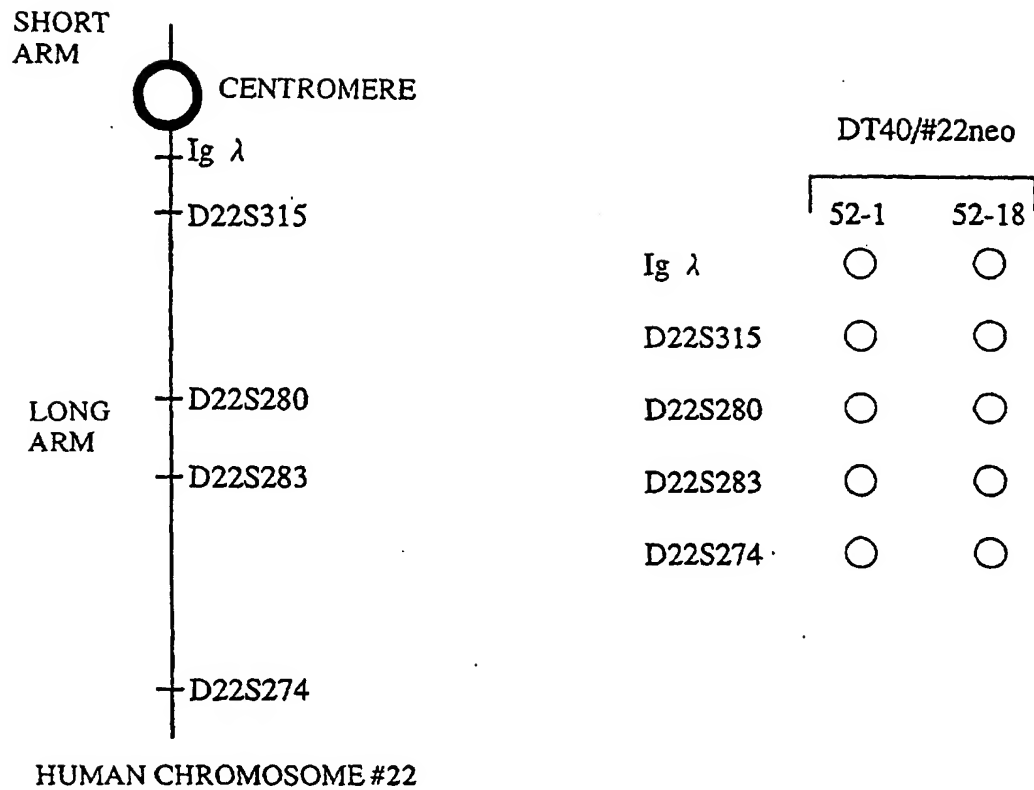 SHORT
ARM
CENTROMERE
Ig λ
D22S315
LONG
ARM
D22S280
D22S283
D22S274
HUMAN CHROMOSOME #22
DT40/#22neo
52-1 52-18
Ig λ
D22S315
D22S280
D22S283
D22S274